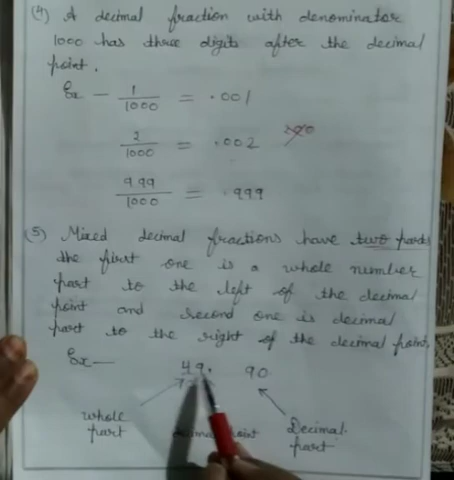 (4) A decimal fraction with denominator
1000 has three digits after the decimal
point.
Ex - 1/1000 = .001
2/1000 = .002
999/1000 = .999
(5) Mixed decimal fractions have two parts
the first one is a whole number
part to the left of the decimal
point and second one is decimal
part to the right of the decimal point.
Ex — 49. 90
whole
part
Decimal
part